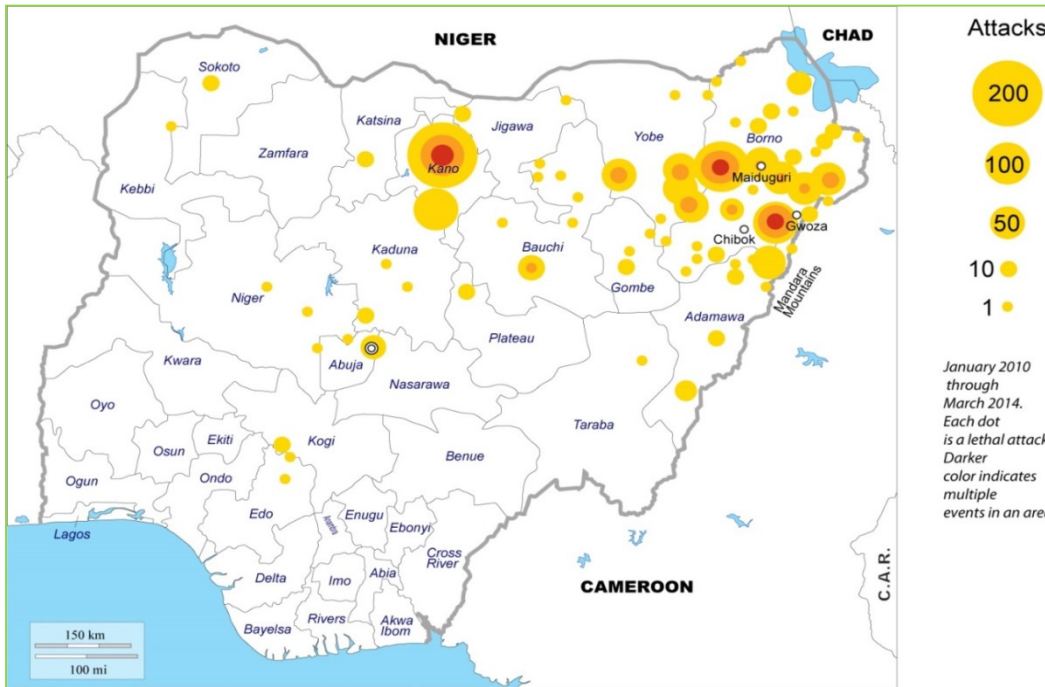 NIGER
CHAD
Attacks
Sokoto
200
Katsina
Jigawa
Yobe
Borno
Zamfara
Kano
100
Maiduguri
Kebbi
50
Gwoza
Chibok
Kaduna
Bauchi
10
Mandara
Mountains
Gombe
Niger
1
Adamawa
Plateau
Kwara
Abuja
Nasarawa
January 2010
through
March 2014.
Each dot
is a lethal attack
Darker
color indicates
multiple
events in an area
Oyo
Taraba
Ekiti
Kogi
Osun
Benue
Ogun
Ondo
Edo
Anambra
Enugu
Ebonyi
Lagos
Cross
River
Delta
Imo
Abia
CAMEROON
C.A.R.
Bayelsa
Rivers
Akwa
Ibom
150 km
100 mi